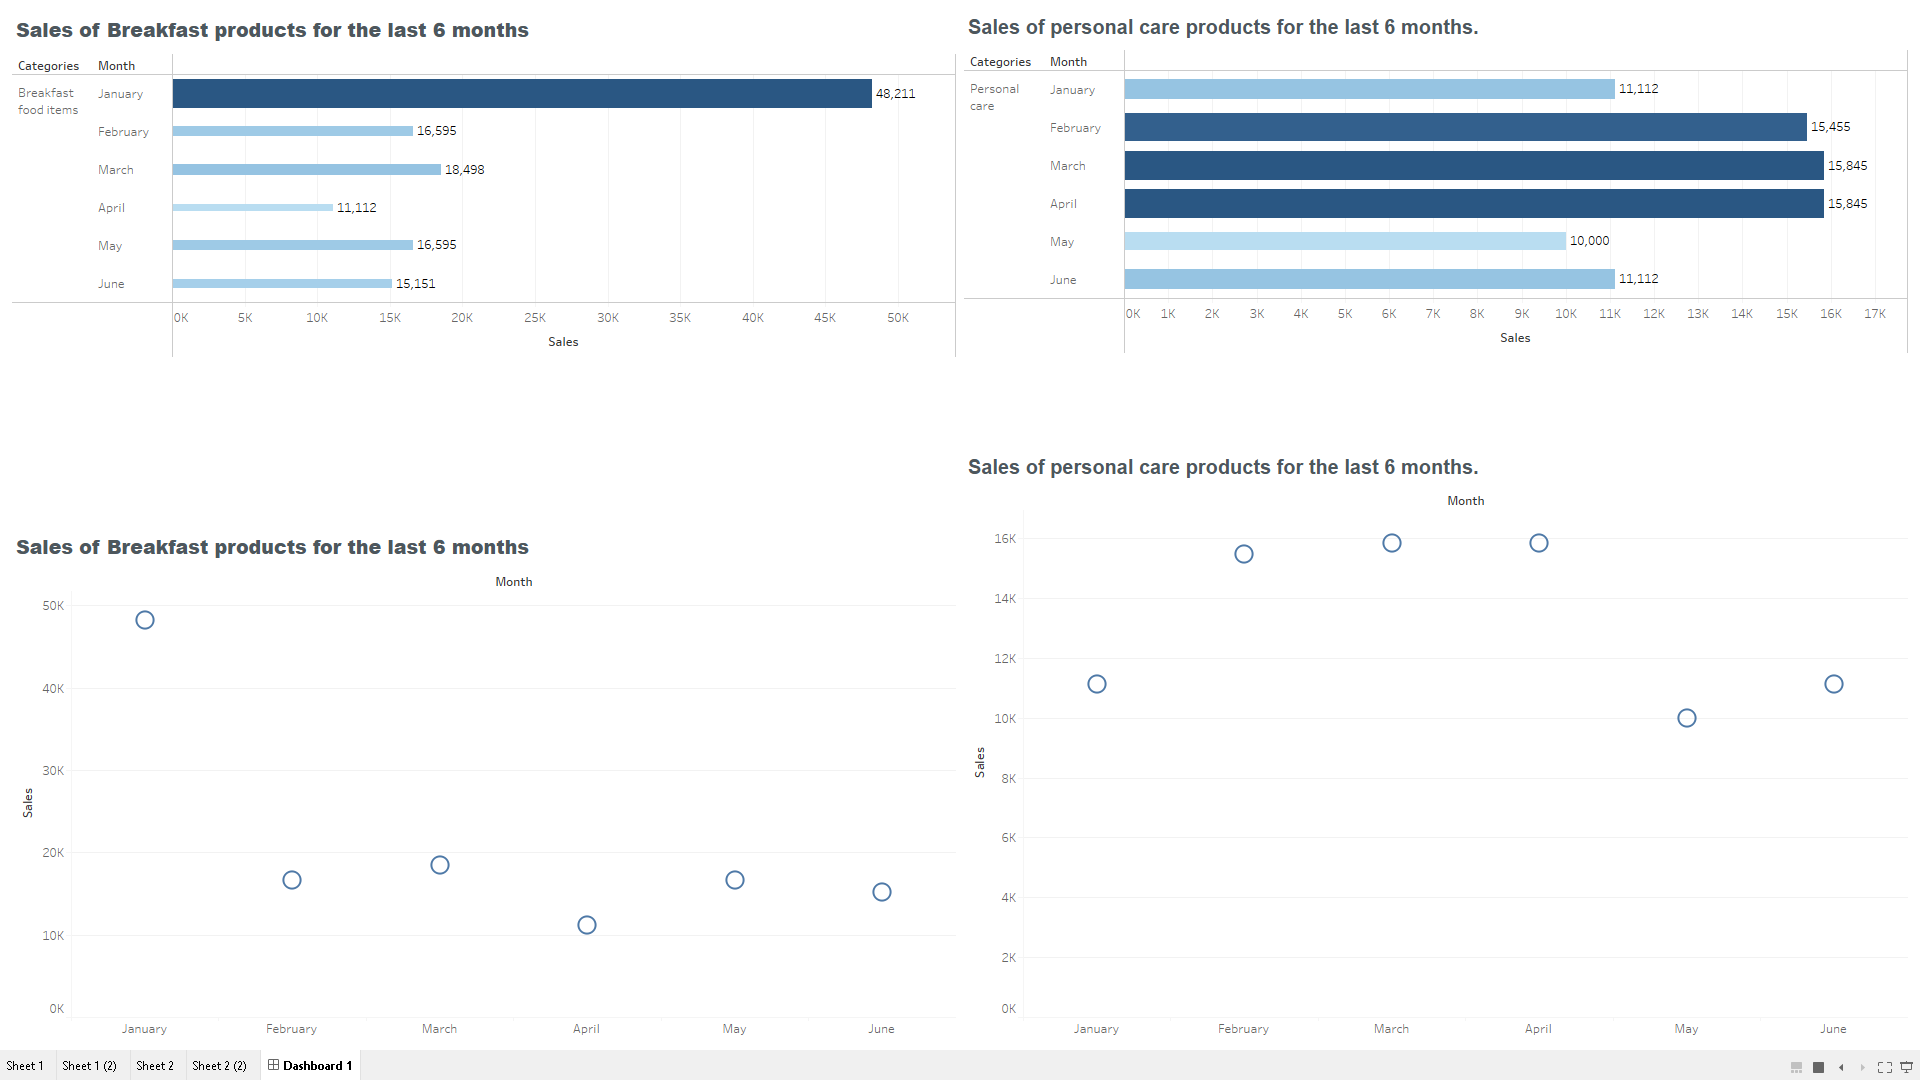 Sales of Breakfast products for the last 6 months
Categories Month
Breakfast food items
January 48,211
February 16,595
March 18,498
April 11,112
May 16,595
June 15,151
0K 5K 10K 15K 20K 25K 30K 35K 40K 45K 50K
Sales
Sales of personal care products for the last 6 months.
Categories Month
Personal care
January 11,112
February 15,455
March 15,845
April 15,845
May 10,000
June 11,112
0K 1K 2K 3K 4K 5K 6K 7K 8K 9K 10K 11K 12K 13K 14K 15K 16K 17K
Sales
Sales of Breakfast products for the last 6 months
Month
50K
40K
30K
Sales
20K
10K
0K
January February March April May June
Sales of personal care products for the last 6 months.
Month
16K
14K
12K
10K
Sales
8K
6K
4K
2K
0K
January February March April May June
Sheet 1 Sheet 1 (2) Sheet 2 Sheet 2 (2) Dashboard 1